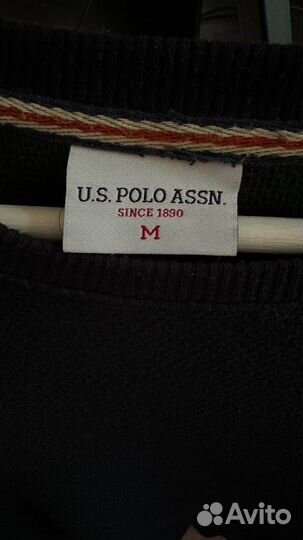 U.S. POLO ASSN.
SINCE 1890
M
Avito